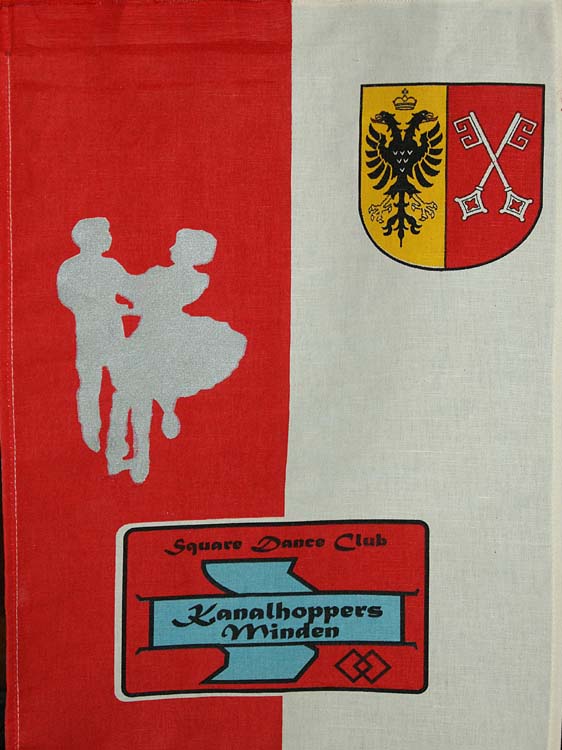 Square Dance Club
Kanalhoppers
Minden